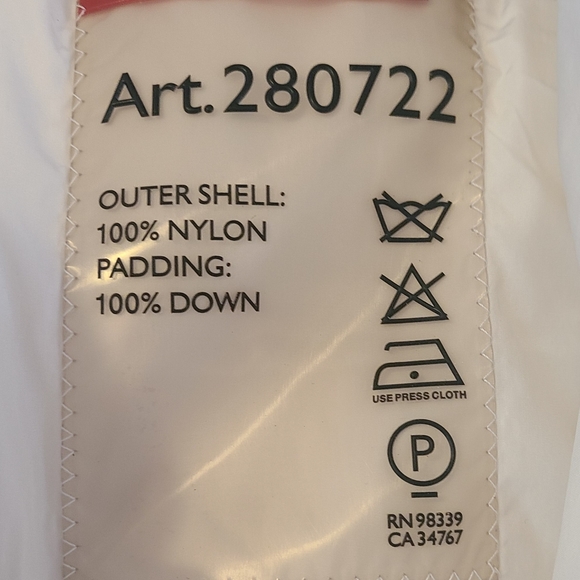 Art. 280722
OUTER SHELL:
100% NYLON
PADDING:
100% DOWN
USE PRESS CLOTH
P
RN 98339
CA 34767